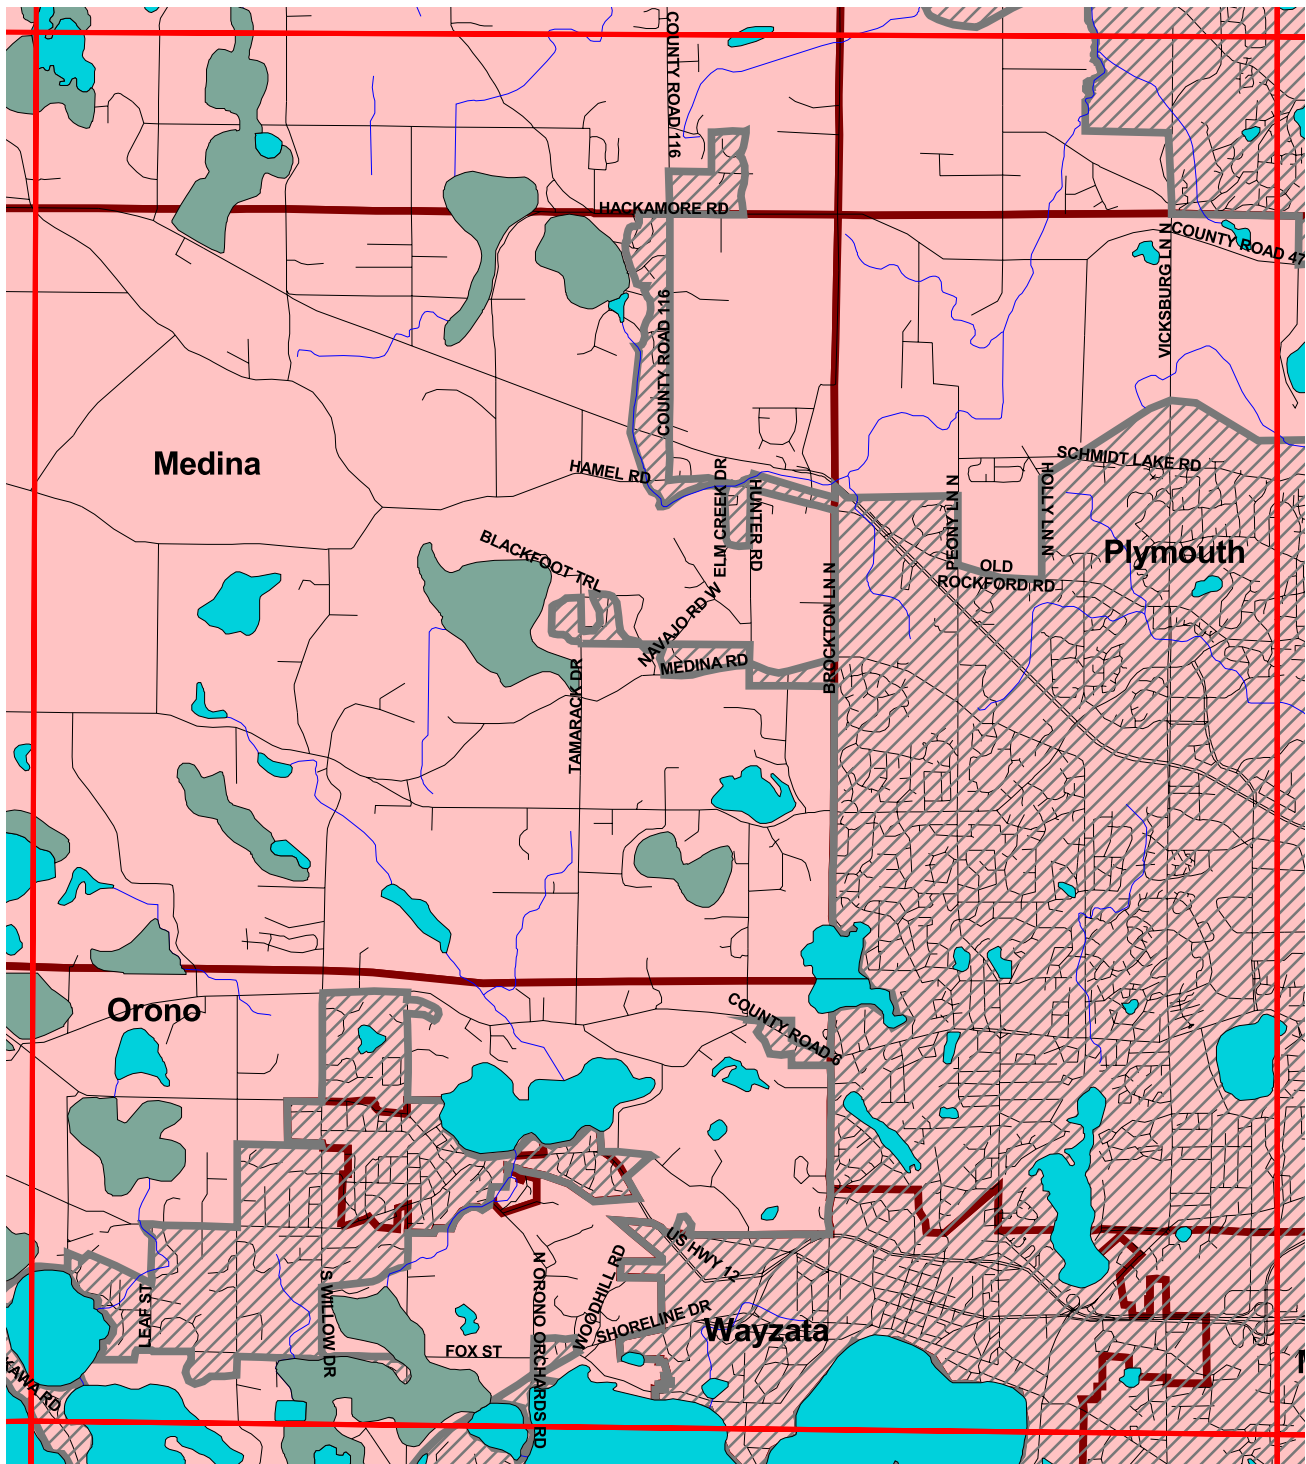 COUNTY ROAD 116
HACKAMORE RD
COUNTY ROAD 47
VICKSBURG LN N
COUNTY ROAD 116
Medina
HAMEL RD
SCHMIDT LAKE RD
ELM CREEK DR
HUNTER RD
PEONY LN N
HOLLY LN N
Plymouth
BLACKFOOT TRL
OLD
ROCKFORD RD
NAVAJO RD W
BROCKTON LN N
MEDINA RD
TAMARACK DR
Orono
COUNTY ROAD 6
US HWY 12
N ORONO ORCHARDS RD
WOODHILL RD
S WILLOW DR
LEAF ST
SHORELINE DR
Wayzata
FOX ST
KAWA RD